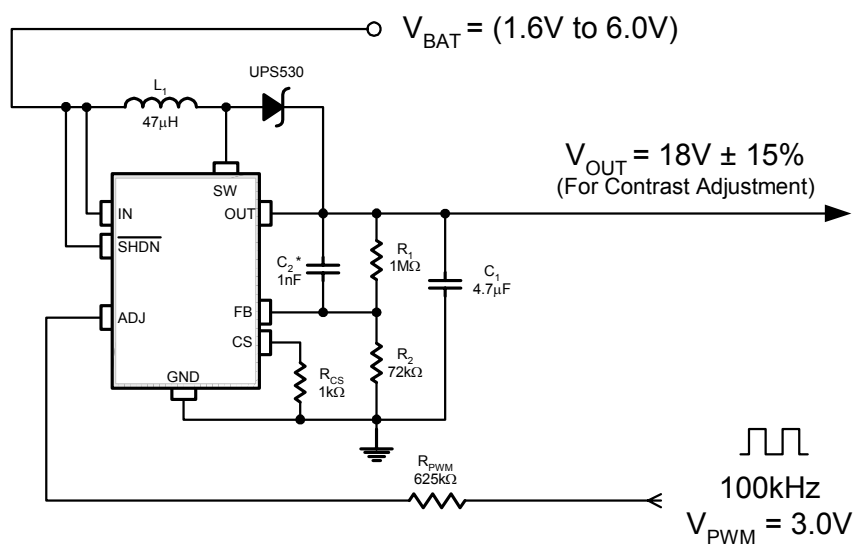 V_BAT = (1.6V to 6.0V)
L₁
47µH
UPS530
V_OUT = 18V ± 15%
(For Contrast Adjustment)
SW
IN
OUT
SHDN
C₂*
1nF
R₁
1MΩ
C₁
4.7µF
ADJ
FB
CS
R₂
72kΩ
GND
R_CS
1kΩ
R_PWM
625kΩ
100kHz
V_PWM = 3.0V